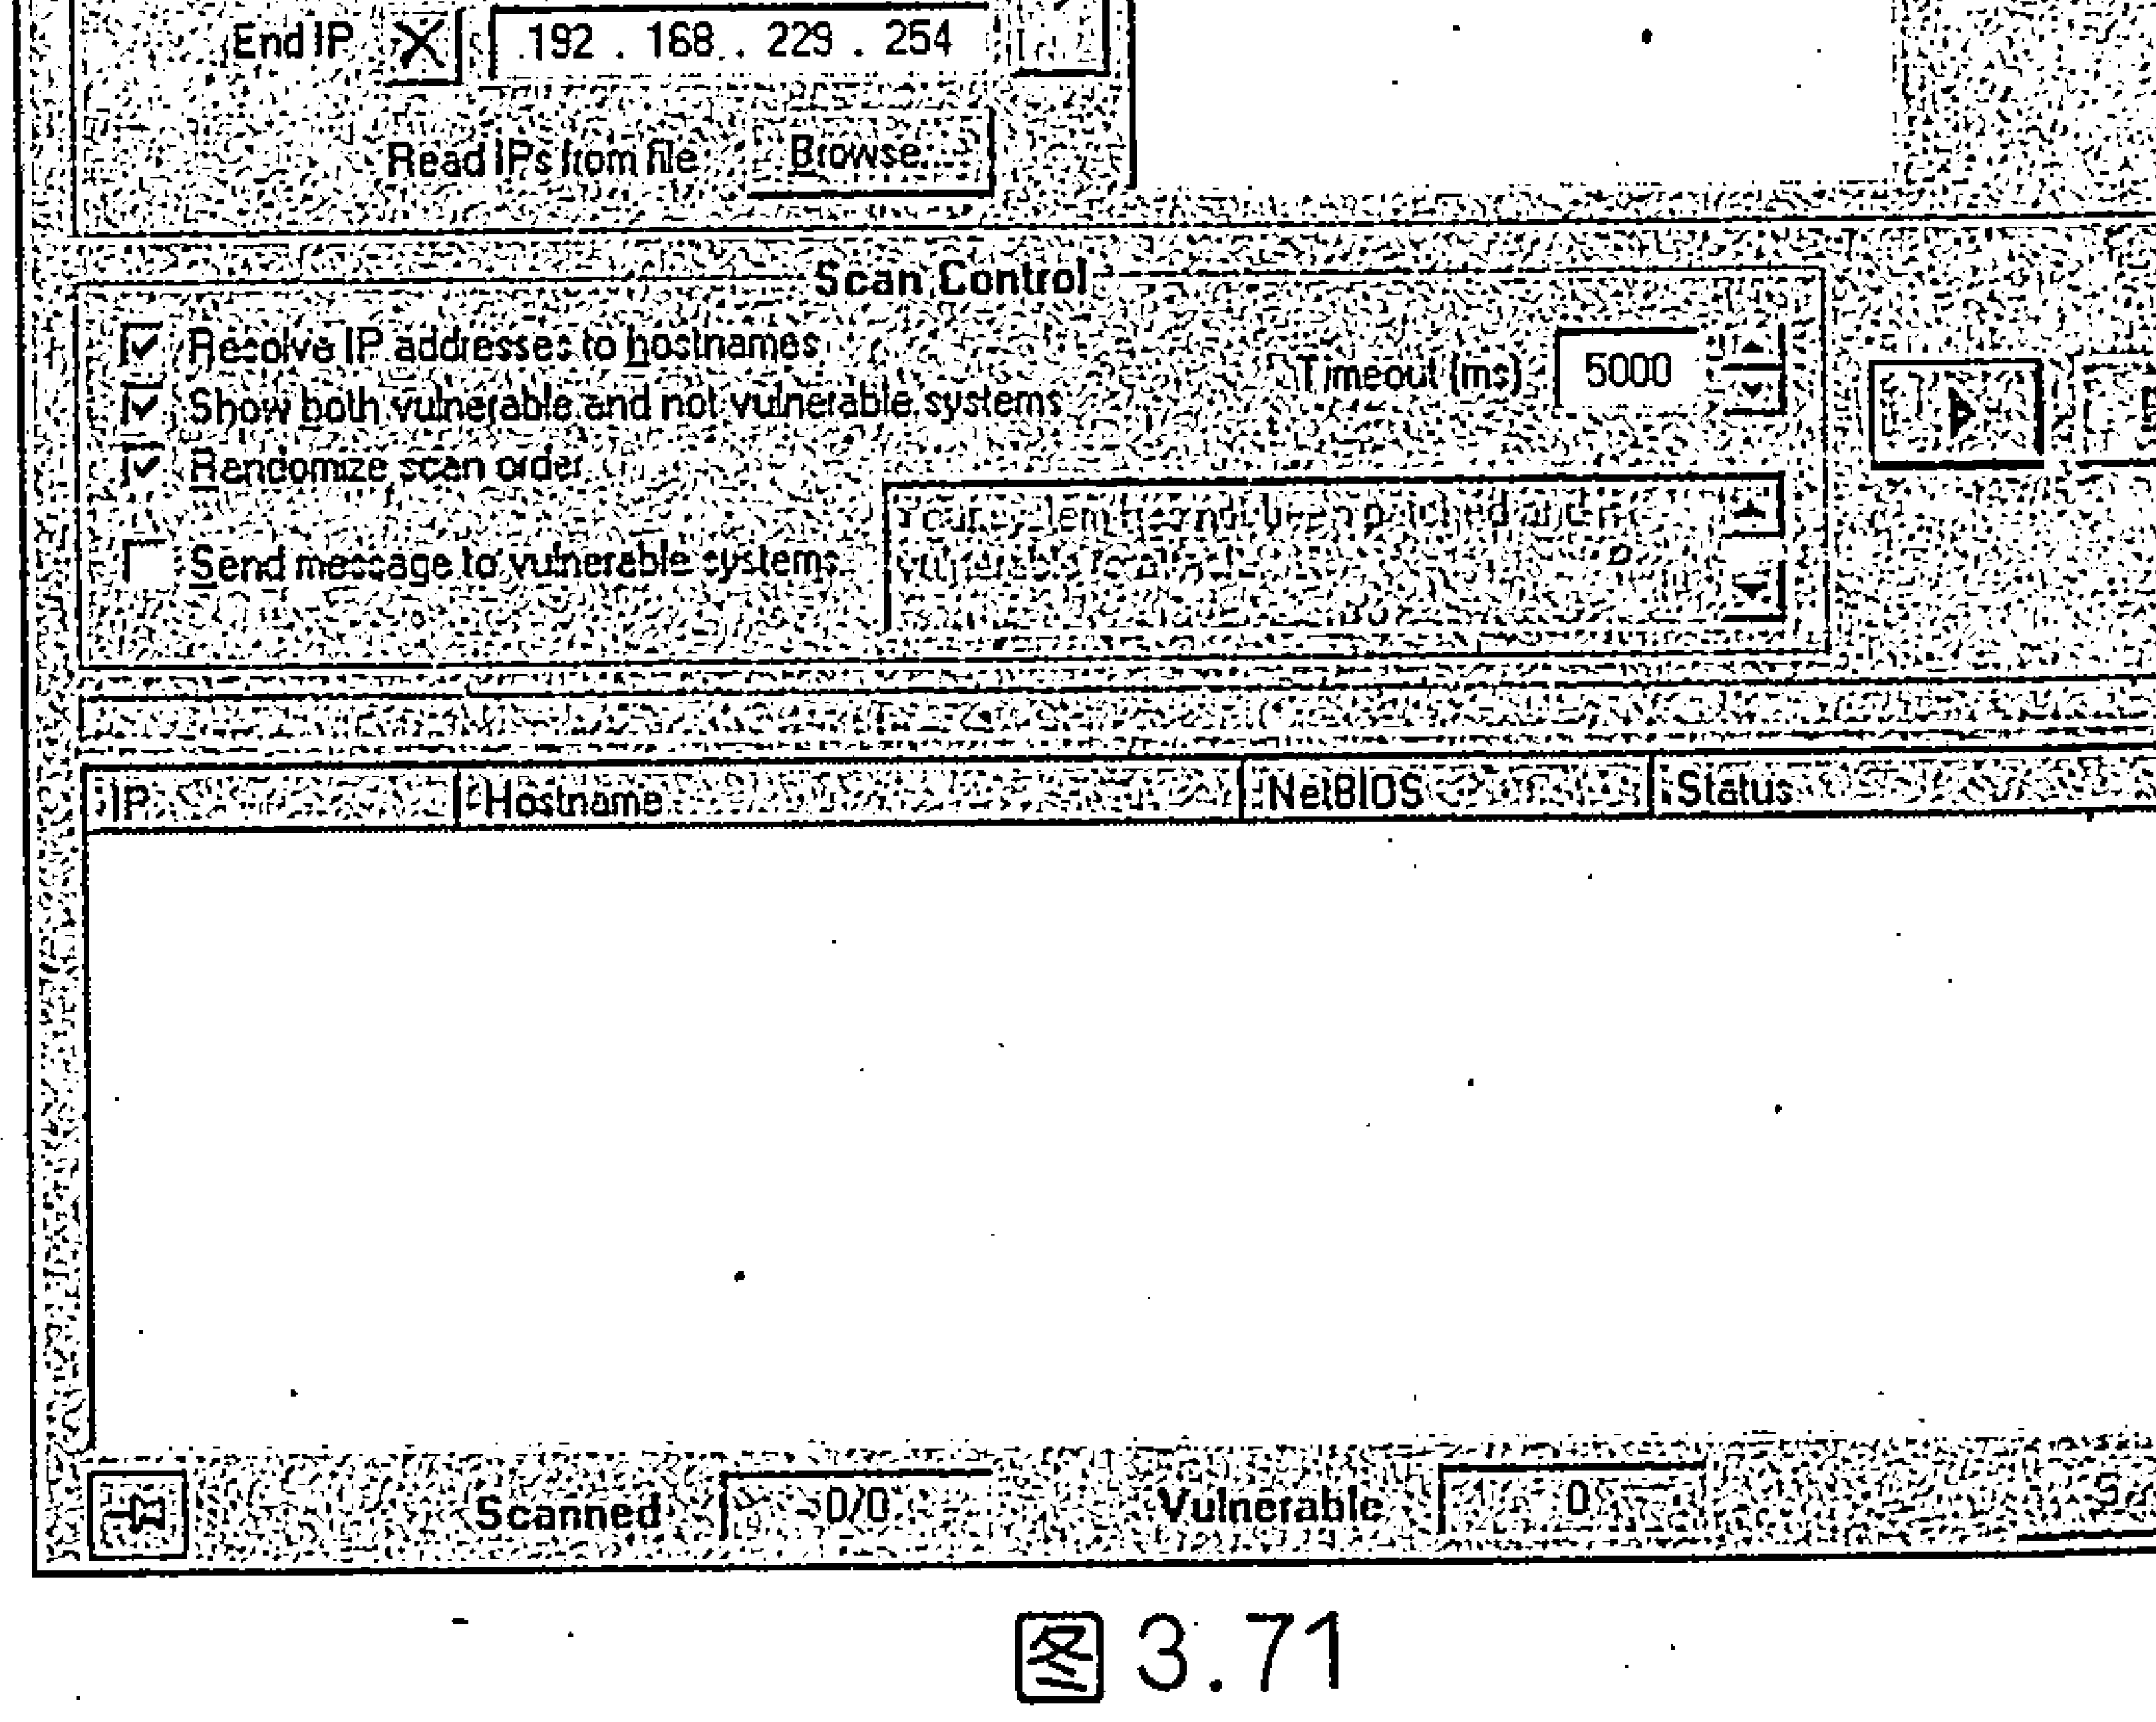 End IP 192 . 168 . 229 . 254
Read IPs from file Browse...
Scan Control
Resolve IP addresses to hostnames
Timeout (ms) 5000
Show both vulnerable and not vulnerable systems
Randomize scan order
Send message to vulnerable systems
IP Hostname NetBIOS Status
Scanned 0/0 Vulnerable 0
图 3.71